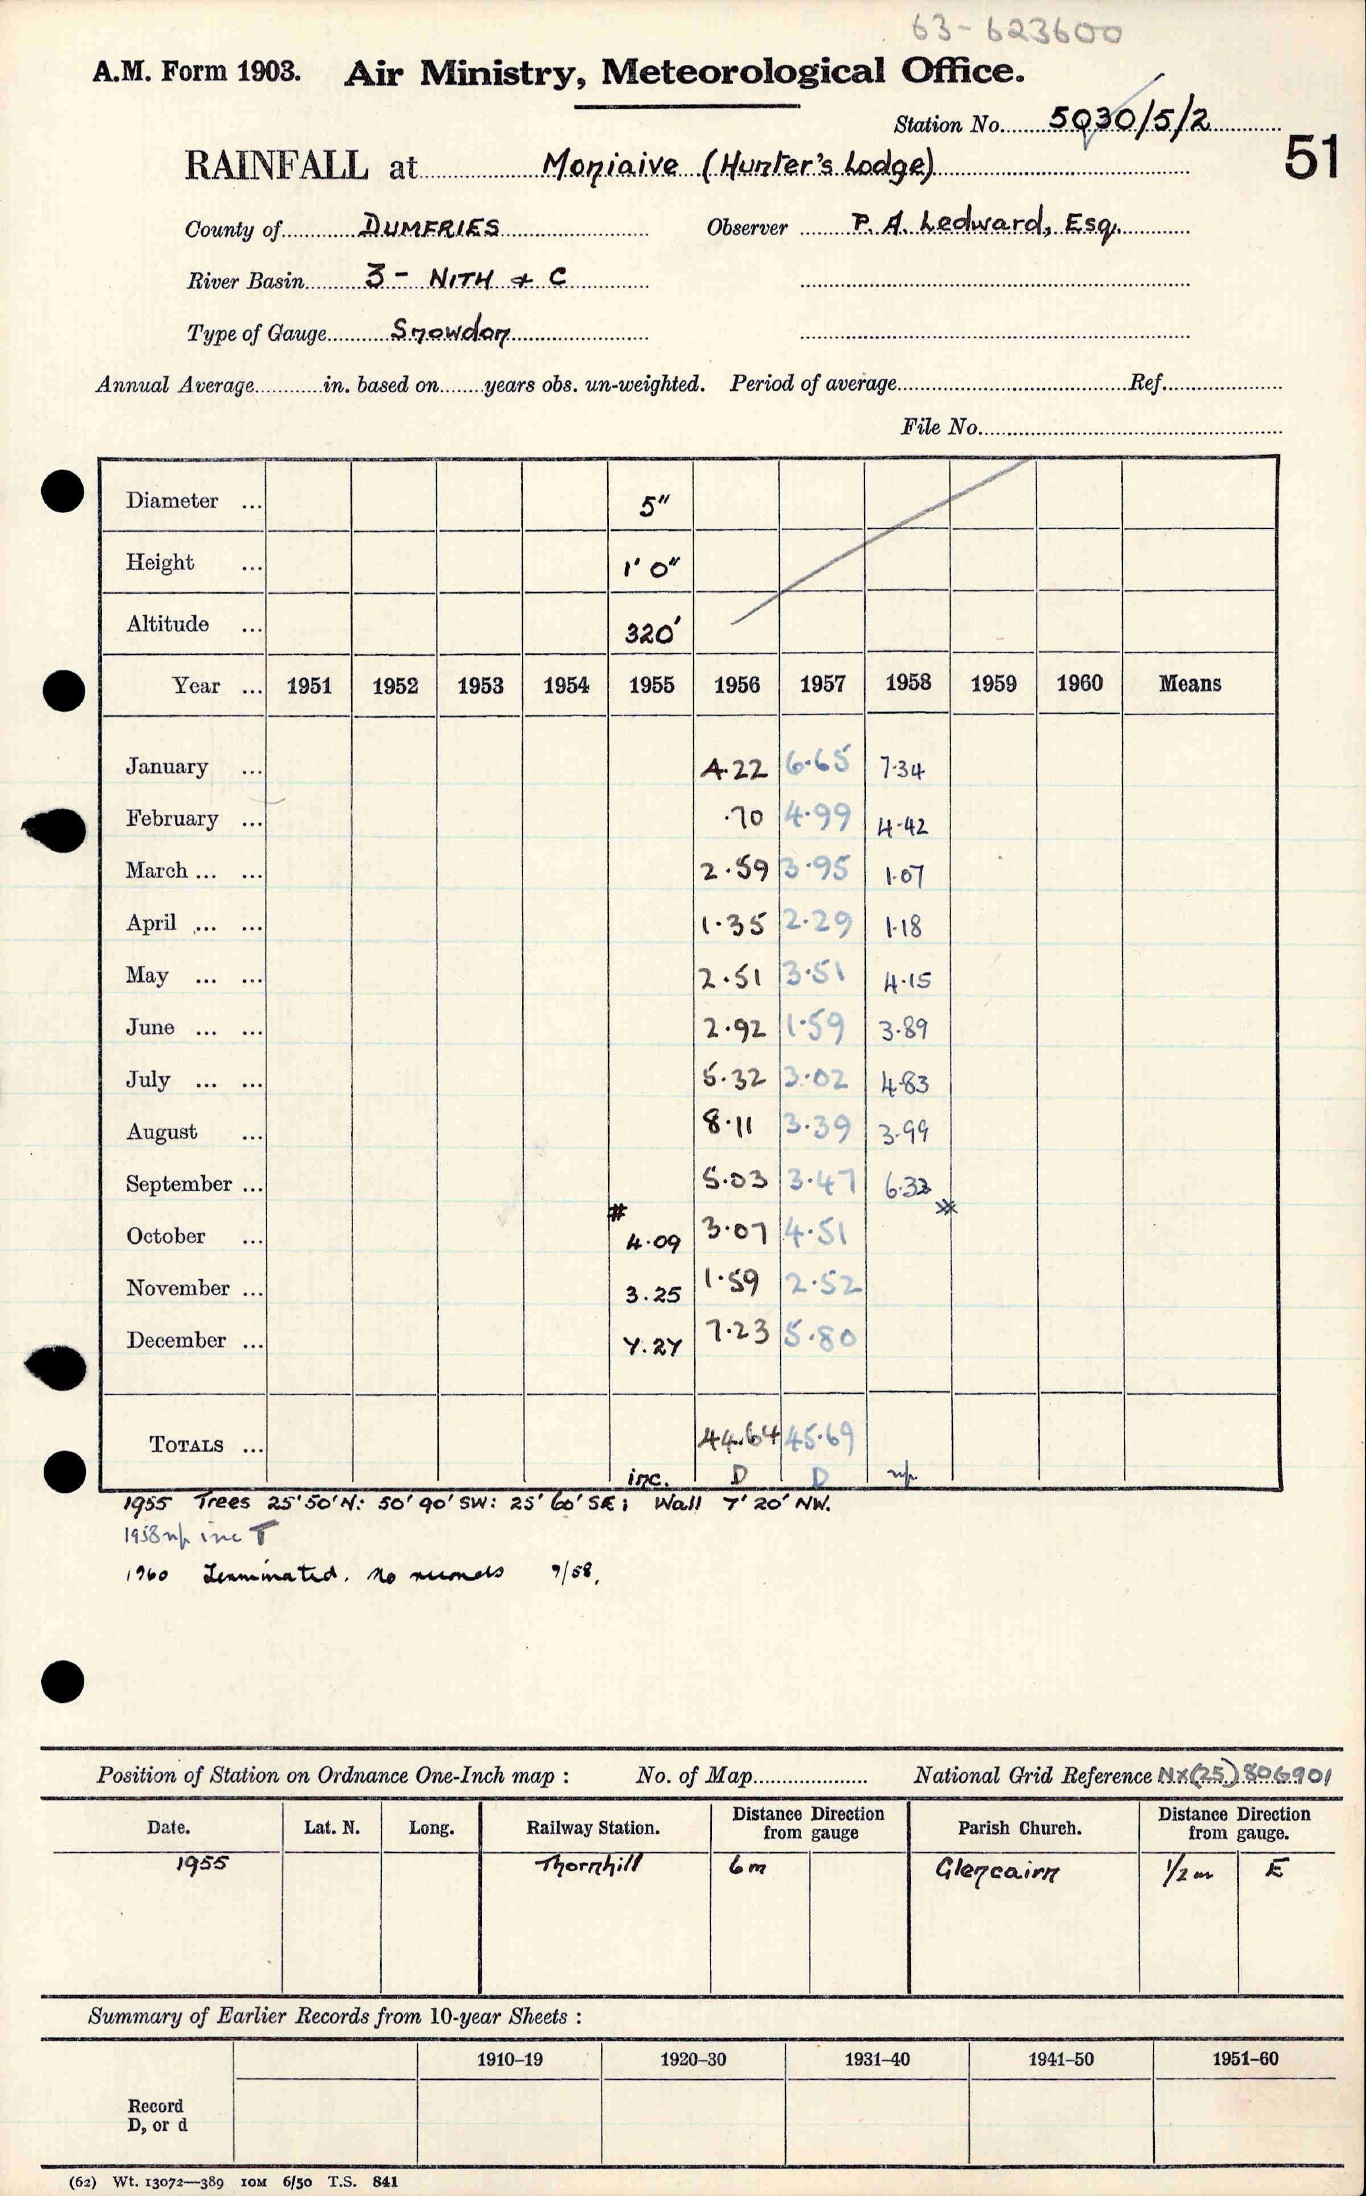 63-623600
A.M. Form 1903. Air Ministry, Meteorological Office.
Station No. 5Q30/5/2
51
RAINFALL at Moniaive (Hunter's Lodge)
County of DUMFRIES Observer P. A. Ledward, Esq.
River Basin 3 - NITH & C
Type of Gauge Snowdon
Annual Average in. based on years obs. un-weighted. Period of average Ref.
File No.
Diameter ... 5"
Height ... 1' 0"
Altitude ... 320'
Year ... 1951 1952 1953 1954 1955 1956 1957 1958 1959 1960 Means
January ... 4.22 6.65 7.34
February ... .70 4.99 4.42
March ... ... 2.59 3.95 1.07
April ... ... 1.35 2.29 1.18
May ... ... 2.51 3.51 4.15
June ... ... 2.92 1.59 3.89
July ... ... 5.32 3.02 4.83
August ... 8.11 3.39 3.99
September ... 5.03 3.47 6.32
October ... # 4.09 3.07 4.51
November ... 3.25 1.59 2.52
December ... 7.27 7.23 5.80
TOTALS ... 44.64 45.69
inc. D D np
1955 Trees 25' 50' N: 50' 90' SW: 25' 60' SE; Wall 7' 20' NW.
1958 np inc T
1960 Terminated. No records 9/58.
Position of Station on Ordnance One-Inch map : No. of Map National Grid Reference NX(25)806901
Date. Lat. N. Long. Railway Station. Distance Direction from gauge Parish Church. Distance Direction from gauge.
1955 Thornhill 6m Glencairn 1/2 m E
Summary of Earlier Records from 10-year Sheets :
1910–19 1920–30 1931–40 1941–50 1951–60
Record
D, or d
(62) Wt. 13072—389 10M 6/50 T.S. 841